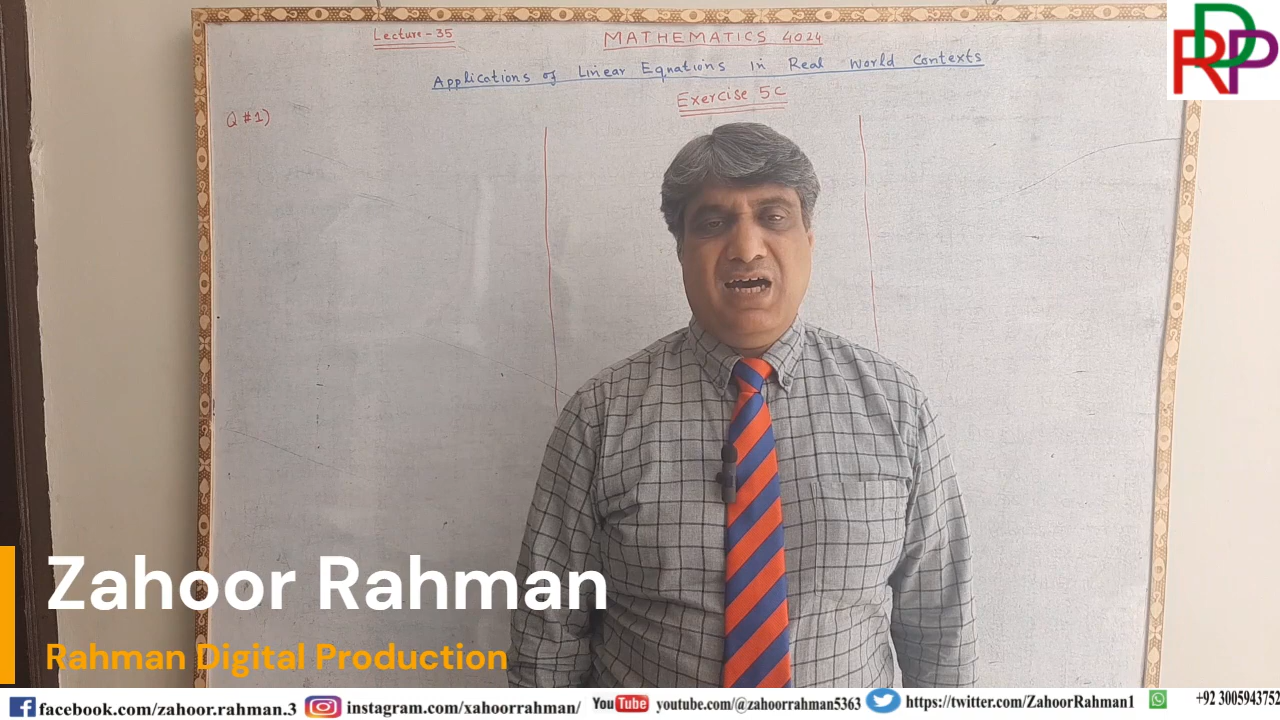 Lecture-35
MATHEMATICS 4024
Applications of Linear Equations In Real World Contexts
Exercise 5C
Q #1)
RDP
Zahoor Rahman
Rahman Digital Production
facebook.com/zahoor.rahman.3
instagram.com/xahoorrahman/
YouTube youtube.com/@zahoorrahman5363
https://twitter.com/ZahoorRahman1
+92 3005943752